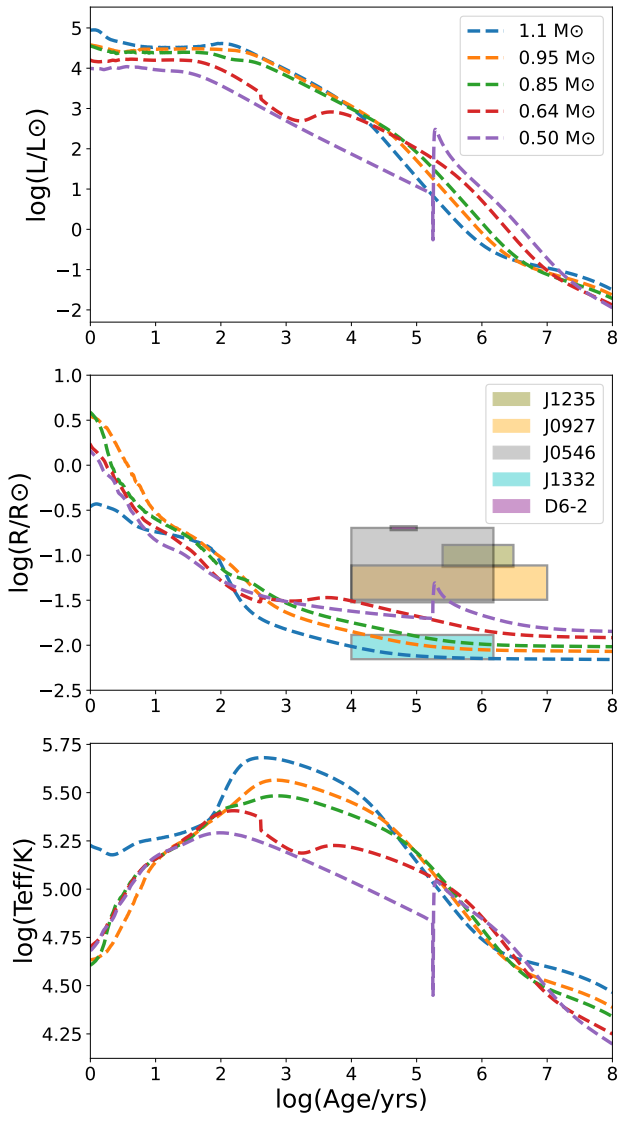 log(L/L⊙)
5
4
3
2
1
0
−1
−2
1.1 M⊙
0.95 M⊙
0.85 M⊙
0.64 M⊙
0.50 M⊙
0 1 2 3 4 5 6 7 8
log(R/R⊙)
1.0
0.5
0.0
−0.5
−1.0
−1.5
−2.0
−2.5
J1235
J0927
J0546
J1332
D6-2
0 1 2 3 4 5 6 7 8
log(Teff/K)
5.75
5.50
5.25
5.00
4.75
4.50
4.25
0 1 2 3 4 5 6 7 8
log(Age/yrs)